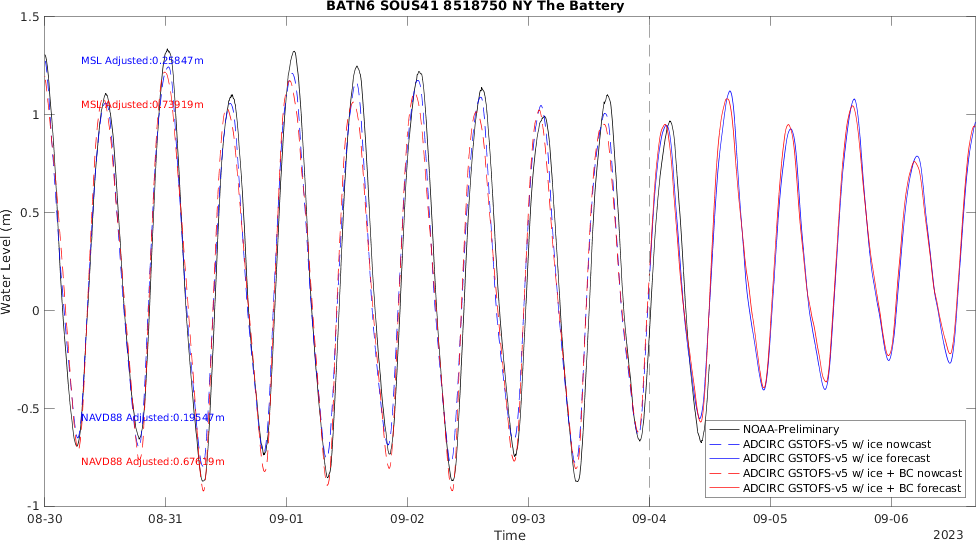 BATN6 SOUS41 8518750 NY The Battery
1.5
MSL Adjusted:0.25847m
MSL Adjusted:0.73919m
1
0.5
Water Level (m)
0
-0.5
NAVD88 Adjusted:0.19547m
NAVD88 Adjusted:0.67619m
-1
NOAA-Preliminary
ADCIRC GSTOFS-v5 w/ ice nowcast
ADCIRC GSTOFS-v5 w/ ice forecast
ADCIRC GSTOFS-v5 w/ ice + BC nowcast
ADCIRC GSTOFS-v5 w/ ice + BC forecast
08-30 08-31 09-01 09-02 09-03 09-04 09-05 09-06
Time
2023